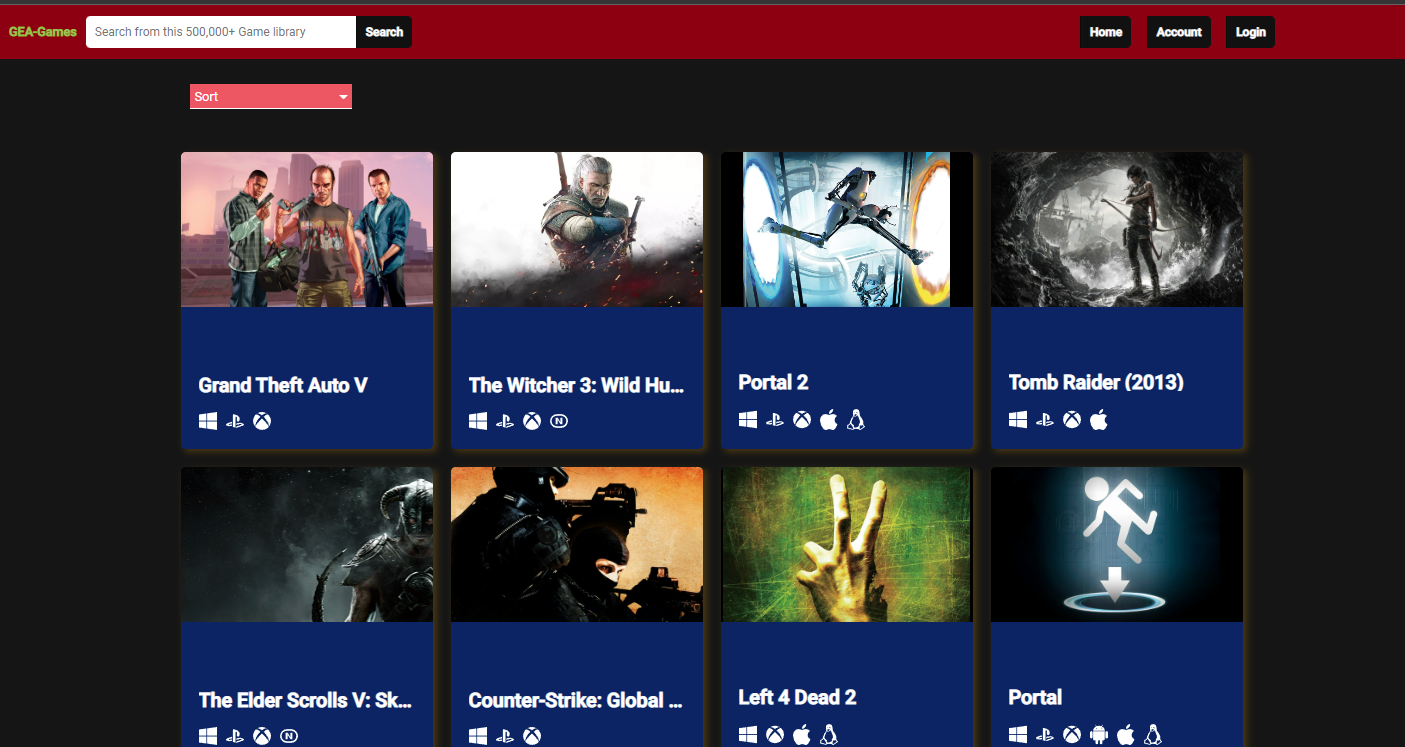 GEA-Games
Search from this 500,000+ Game library
Search
Home
Account
Login
Sort
Grand Theft Auto V
The Witcher 3: Wild Hu...
Portal 2
Tomb Raider (2013)
N
The Elder Scrolls V: Sk...
Counter-Strike: Global ...
Left 4 Dead 2
Portal
N